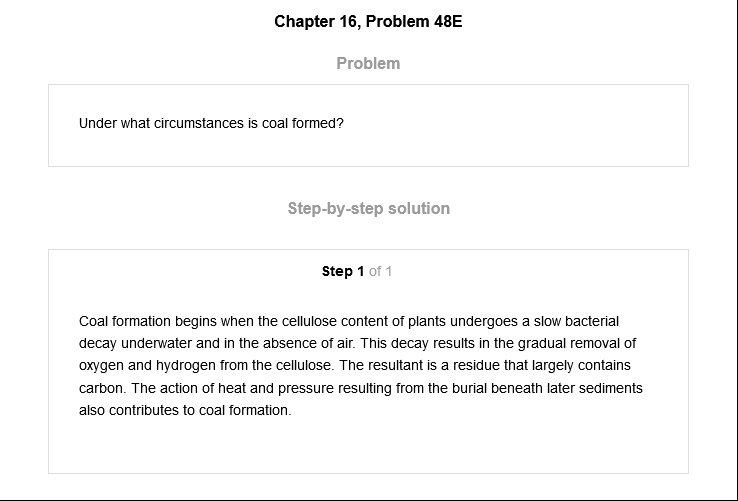 Chapter 16, Problem 48E
Problem
Under what circumstances is coal formed?
Step-by-step solution
Step 1 of 1
Coal formation begins when the cellulose content of plants undergoes a slow bacterial
decay underwater and in the absence of air. This decay results in the gradual removal of
oxygen and hydrogen from the cellulose. The resultant is a residue that largely contains
carbon. The action of heat and pressure resulting from the burial beneath later sediments
also contributes to coal formation.